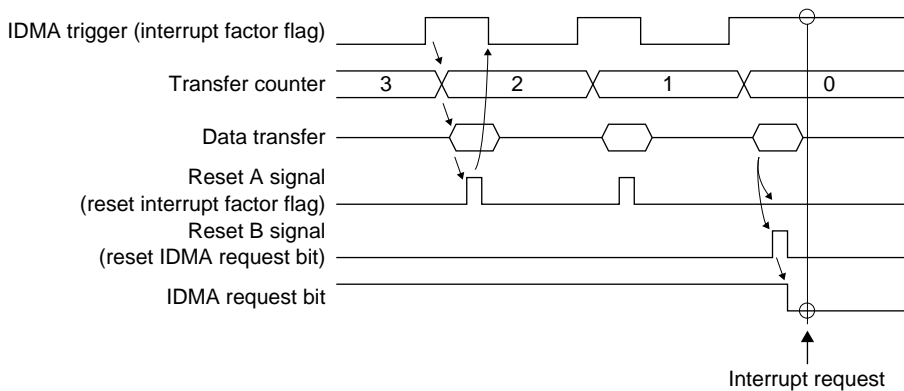 IDMA trigger (interrupt factor flag)
Transfer counter
3 2 1 0
Data transfer
Reset A signal
(reset interrupt factor flag)
Reset B signal
(reset IDMA request bit)
IDMA request bit
Interrupt request